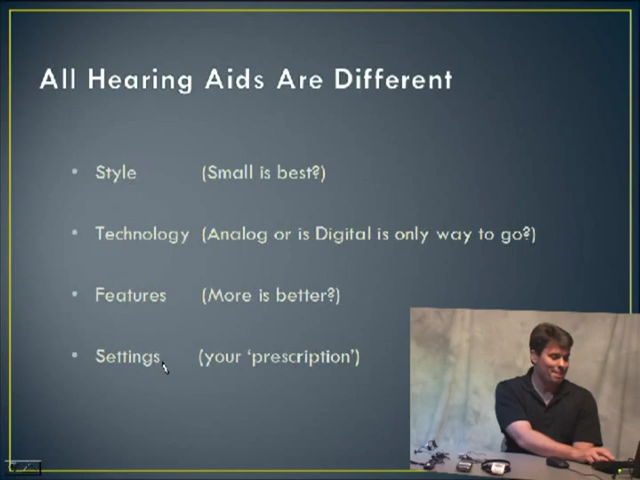 All Hearing Aids Are Different
• Style (Small is best?)
• Technology (Analog or is Digital is only way to go?)
• Features (More is better?)
• Settings (your ‘prescription’)